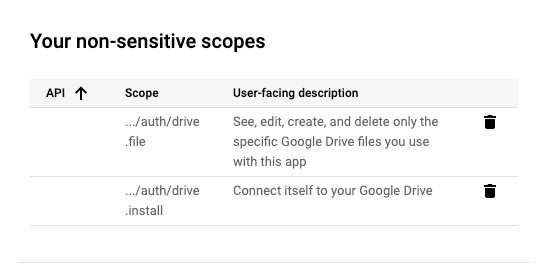 Your non-sensitive scopes
API Scope User-facing description
.../auth/drive See, edit, create, and delete only the
.file specific Google Drive files you use
with this app
.../auth/drive Connect itself to your Google Drive
.install